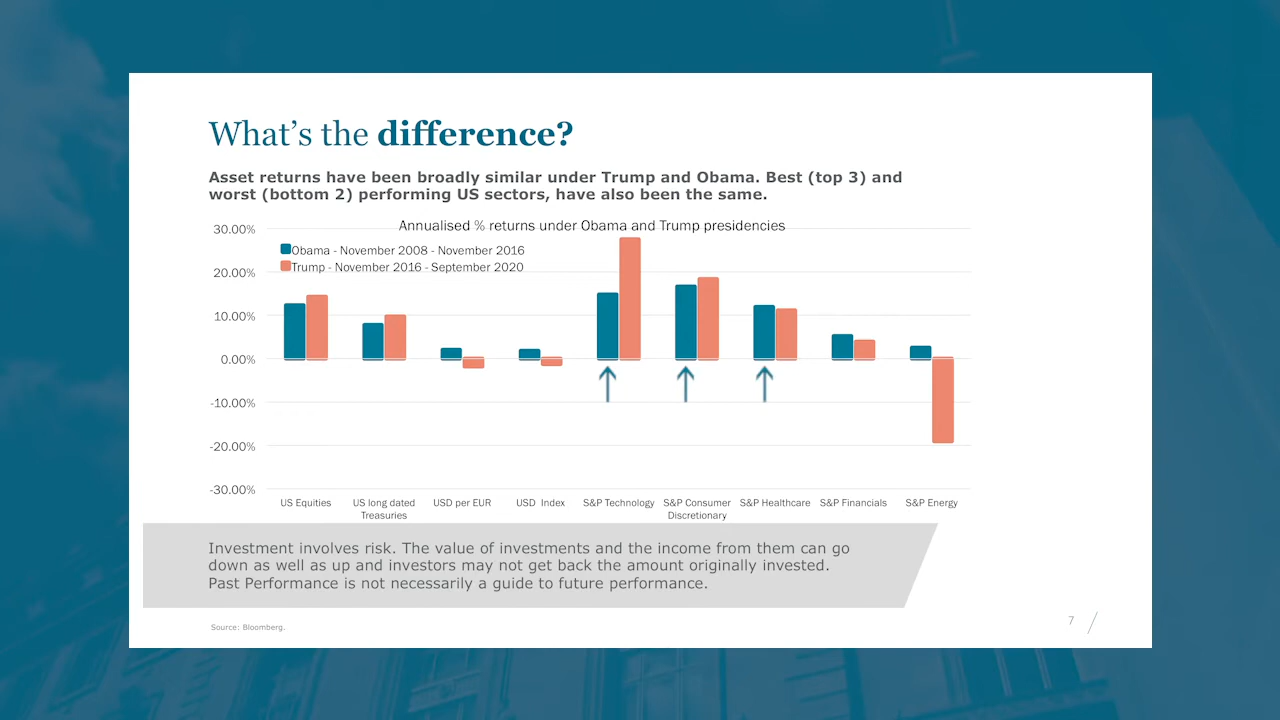 What's the difference?
Asset returns have been broadly similar under Trump and Obama. Best (top 3) and
worst (bottom 2) performing US sectors, have also been the same.
Annualised % returns under Obama and Trump presidencies
30.00%
Obama - November 2008 - November 2016
Trump - November 2016 - September 2020
20.00%
10.00%
0.00%
-10.00%
-20.00%
-30.00%
US Equities
US long dated
Treasuries
USD per EUR
USD Index
S&P Technology
S&P Consumer
Discretionary
S&P Healthcare
S&P Financials
S&P Energy
Investment involves risk. The value of investments and the income from them can go
down as well as up and investors may not get back the amount originally invested.
Past Performance is not necessarily a guide to future performance.
Source: Bloomberg.
7